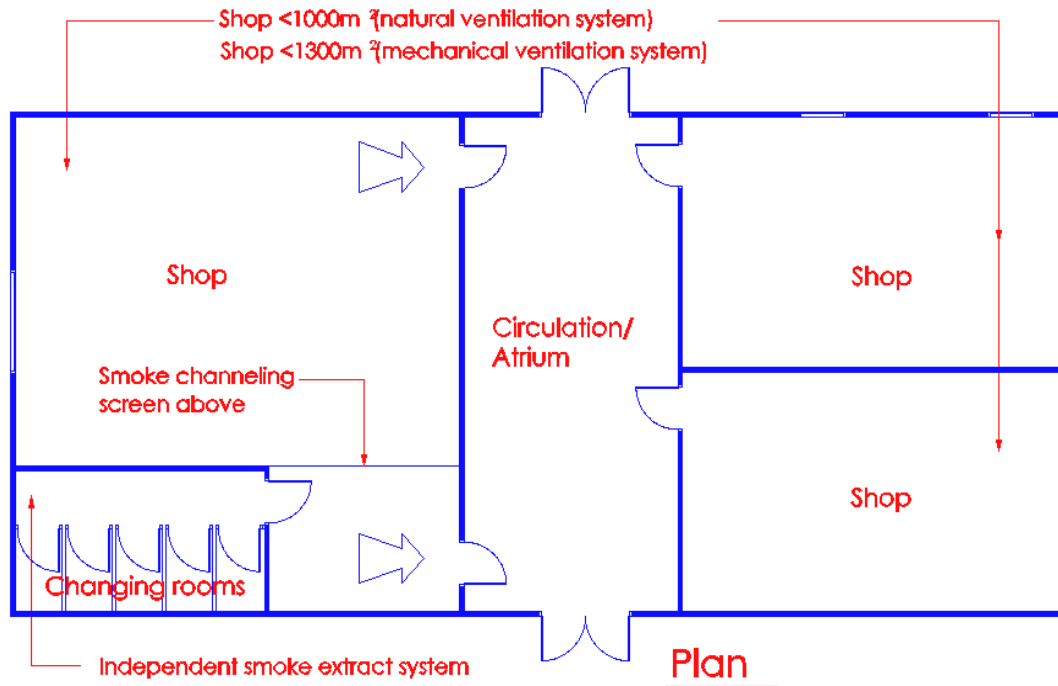 Shop <1000m ²(natural ventilation system)
Shop <1300m ²(mechanical ventilation system)
Shop
Shop
Circulation/
Atrium
Smoke channeling
screen above
Shop
Changing rooms
Independent smoke extract system
Plan